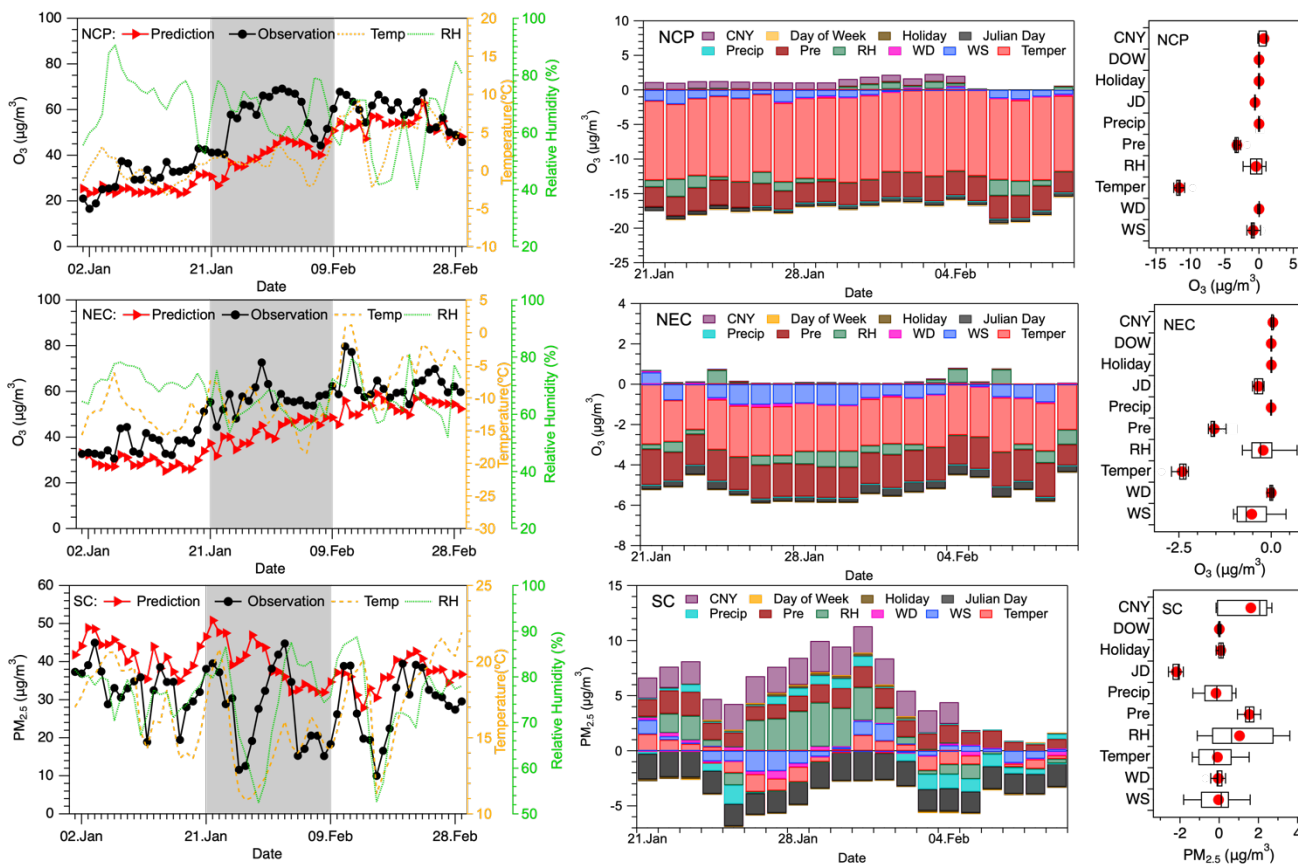 NCP: Prediction Observation Temp RH
100
80
60
40
20
0
O3 (µg/m³)
20
15
10
5
0
-5
-10
Temperature(ºC)
100
80
60
40
20
Relative Humidity (%)
02.Jan 21.Jan 09.Feb 28.Feb
Date
NCP CNY Day of Week Holiday Julian Day
Precip Pre RH WD WS Temper
10
5
0
-5
-10
-15
-20
-25
O3 (µg/m³)
21.Jan 28.Jan 04.Feb
Date
NCP
CNY
DOW
Holiday
JD
Precip
Pre
RH
Temper
WD
WS
-15 -10 -5 0 5
O3 (µg/m³)
NEC: Prediction Observation Temp RH
100
80
60
40
20
0
O3 (µg/m³)
5
0
-5
-10
-15
-20
-25
-30
Temperature(ºC)
100
80
60
40
20
Relative Humidity (%)
02.Jan 21.Jan 09.Feb 28.Feb
Date
NEC CNY Day of Week Holiday Julian Day
Precip Pre RH WD WS Temper
4
2
0
-2
-4
-6
-8
O3 (µg/m³)
21.Jan 28.Jan 04.Feb
Date
NEC
CNY
DOW
Holiday
JD
Precip
Pre
RH
Temper
WD
WS
-2.5 0.0
O3 (µg/m³)
SC: Prediction Observation Temp RH
60
50
40
30
20
10
0
PM2.5 (µg/m³)
25
20
15
10
Temperature(ºC)
100
90
80
70
60
50
Relative Humidity (%)
02.Jan 21.Jan 09.Feb 28.Feb
Date
SC CNY Day of Week Holiday Julian Day
Precip Pre RH WD WS Temper
15
10
5
0
-5
PM2.5 (µg/m³)
21.Jan 28.Jan 04.Feb
Date
SC
CNY
DOW
Holiday
JD
Precip
Pre
RH
Temper
WD
WS
-2 0 2 4
PM2.5 (µg/m³)